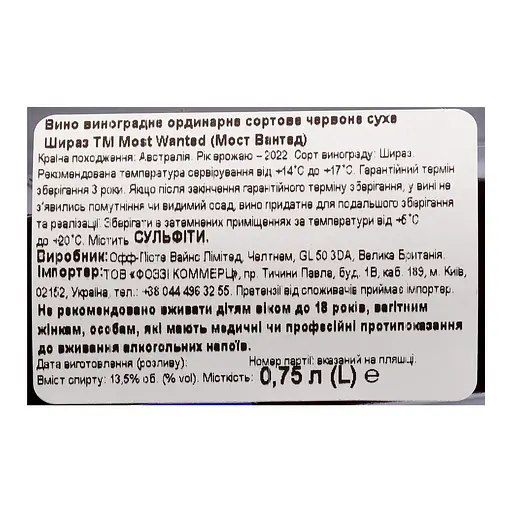 Вино виноградне ординарне сортове червоне сухе
Шираз ТМ Most Wanted (Мост Вантед)
Країна походження: Австралія. Рік врожаю – 2022 Сорт винограду: Шираз.
Рекомендована температура сервірування від +14°С до +17°С. Гарантійний термін
зберігання 3 роки. Якщо після закінчення гарантійного терміну зберігання, у вині не
з'явились помутніння чи видимий осад, вино придатне для подальшого зберігання
та реалізації. Зберігати в затемнених приміщеннях за температури від +5°С
до +20°С. Містить СУЛЬФІТИ.
Виробник: Офф-Пісте Вайнс Лімітед, Челтнем, GL 50 3DA, Велика Британія.
Імпортер: ТОВ «ФОЗЗІ КОММЕРЦ», пр. Тичини Павла, буд. 1В, каб. 189, м. Київ,
02152, Україна, тел.: +38 044 496 32 55. Претензії від споживачів приймає імпортер.
Не рекомендовано вживати дітям віком до 18 років, вагітним
жінкам, особам, які мають медичні чи професійні протипоказання
до вживання алкогольних напоїв.
Дата виготовлення (розливу): Номер партії: вказаний на пляшці.
Вміст спирту: 13,5% об. (% vol). Місткість: 0,75 л (L) ℮